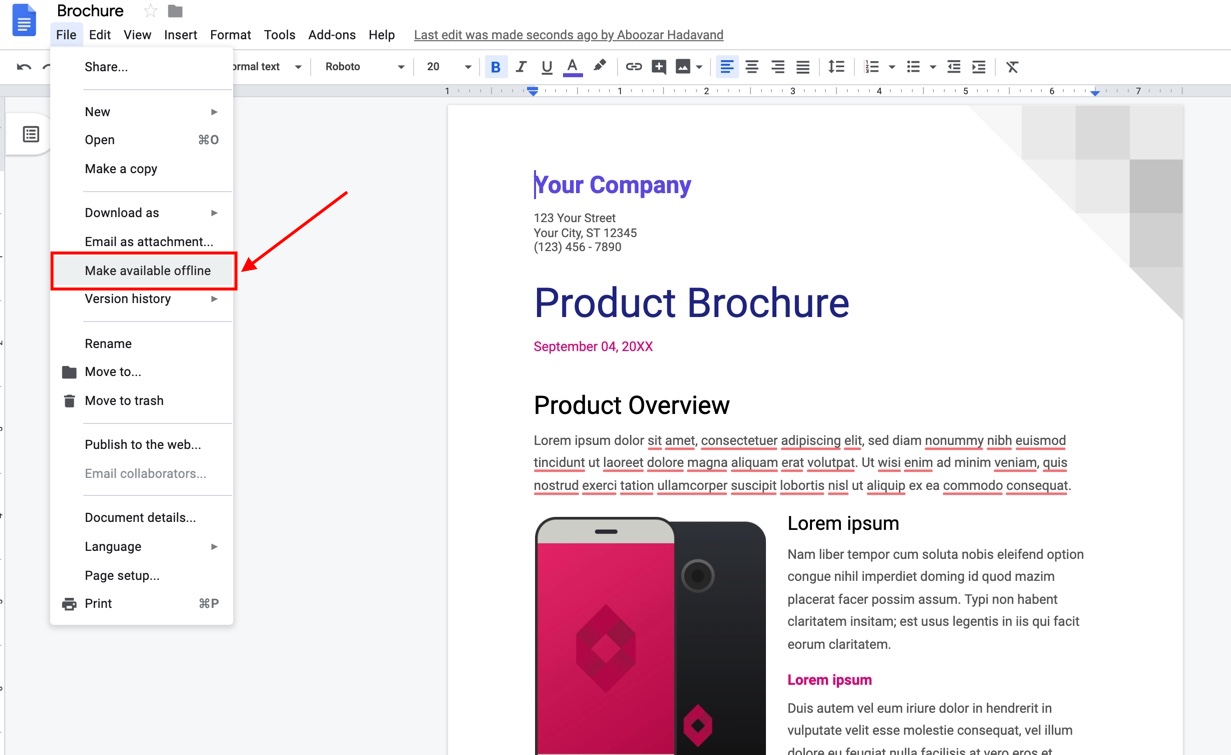 Brochure
File Edit View Insert Format Tools Add-ons Help Last edit was made seconds ago by Aboozar Hadavand
ormal text Roboto 20 B I U A
1 1 2 3 4 5 6 7
Share...
New
Open ⌘O
Make a copy
Download as
Email as attachment...
Make available offline
Version history
Rename
Move to...
Move to trash
Publish to the web...
Email collaborators...
Document details...
Language
Page setup...
Print ⌘P
Your Company
123 Your Street
Your City, ST 12345
(123) 456 - 7890
Product Brochure
September 04, 20XX
Product Overview
Lorem ipsum dolor sit amet, consectetuer adipiscing elit, sed diam nonummy nibh euismod
tincidunt ut laoreet dolore magna aliquam erat volutpat. Ut wisi enim ad minim veniam, quis
nostrud exerci tation ullamcorper suscipit lobortis nisl ut aliquip ex ea commodo consequat.
Lorem ipsum
Nam liber tempor cum soluta nobis eleifend option
congue nihil imperdiet doming id quod mazim
placerat facer possim assum. Typi non habent
claritatem insitam; est usus legentis in iis qui facit
eorum claritatem.
Lorem ipsum
Duis autem vel eum iriure dolor in hendrerit in
vulputate velit esse molestie consequat, vel illum
dolore eu feugiat nulla facilisis at vero eros et